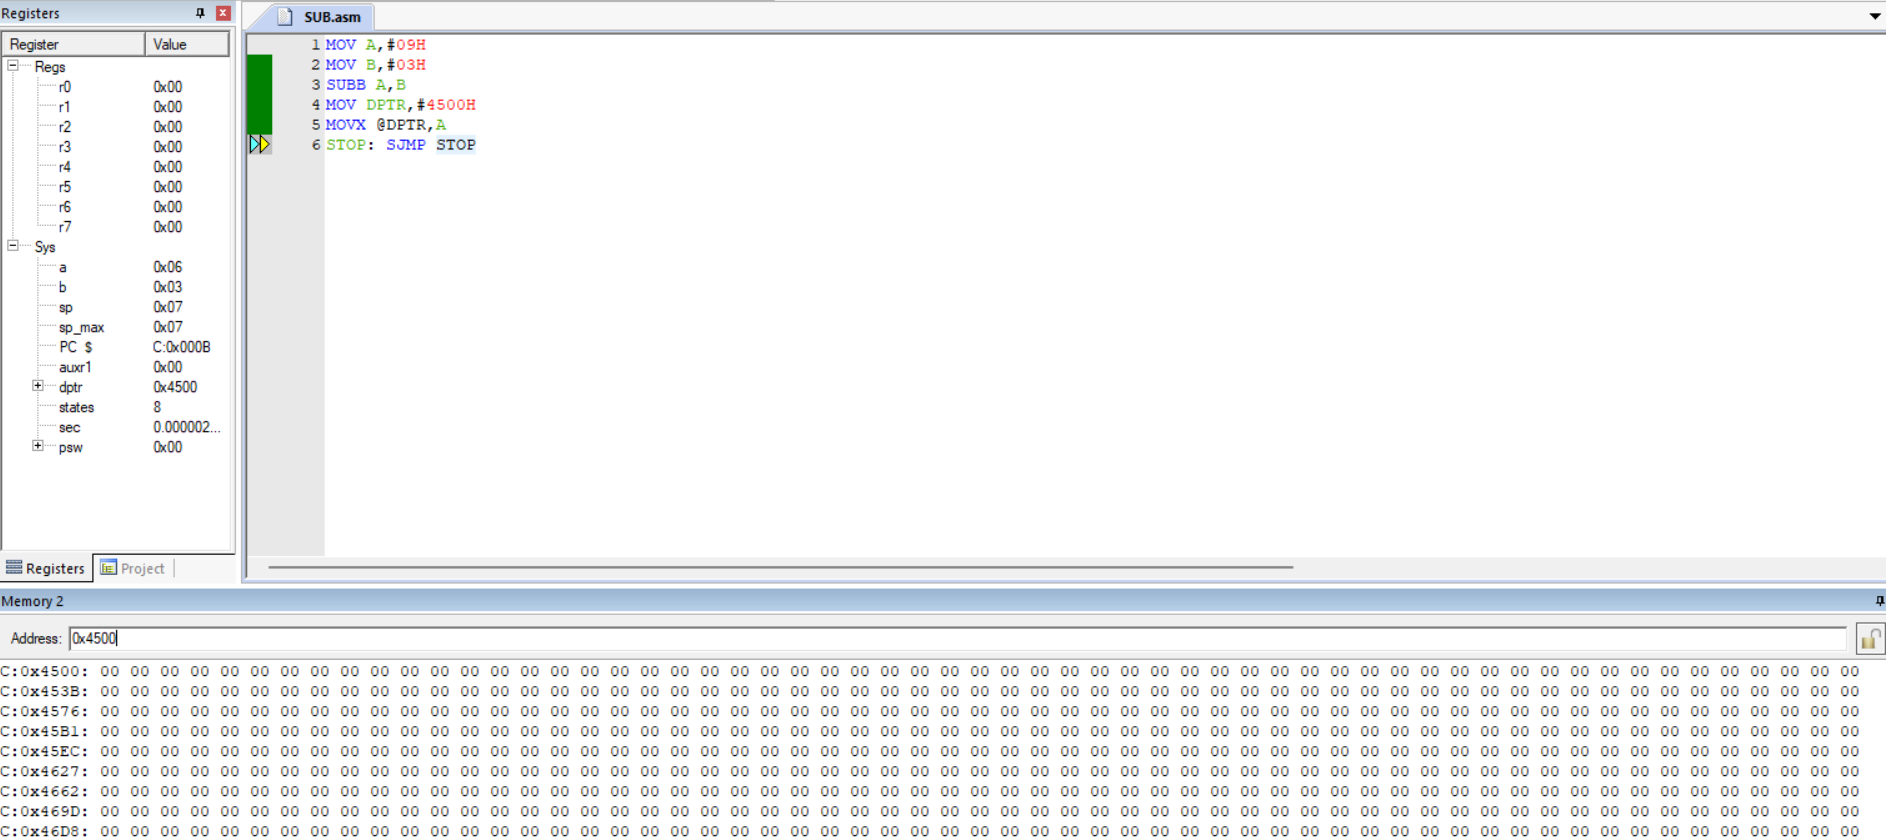 Registers
Register Value
Regs
r0 0x00
r1 0x00
r2 0x00
r3 0x00
r4 0x00
r5 0x00
r6 0x00
r7 0x00
Sys
a 0x06
b 0x03
sp 0x07
sp_max 0x07
PC $ C:0x000B
auxr1 0x00
dptr 0x4500
states 8
sec 0.000002...
psw 0x00
Registers Project
SUB.asm
1 MOV A,#09H
2 MOV B,#03H
3 SUBB A,B
4 MOV DPTR,#4500H
5 MOVX @DPTR,A
6 STOP: SJMP STOP
Memory 2
Address: 0x4500
C:0x4500: 00 00 00 00 00 00 00 00 00 00 00 00 00 00 00 00 00 00 00 00 00 00 00 00 00 00 00 00 00 00 00 00 00 00 00 00 00 00 00 00 00 00 00 00 00 00 00 00 00 00 00 00 00 00 00 00 00 00 00
C:0x453B: 00 00 00 00 00 00 00 00 00 00 00 00 00 00 00 00 00 00 00 00 00 00 00 00 00 00 00 00 00 00 00 00 00 00 00 00 00 00 00 00 00 00 00 00 00 00 00 00 00 00 00 00 00 00 00 00 00 00 00
C:0x4576: 00 00 00 00 00 00 00 00 00 00 00 00 00 00 00 00 00 00 00 00 00 00 00 00 00 00 00 00 00 00 00 00 00 00 00 00 00 00 00 00 00 00 00 00 00 00 00 00 00 00 00 00 00 00 00 00 00 00 00
C:0x45B1: 00 00 00 00 00 00 00 00 00 00 00 00 00 00 00 00 00 00 00 00 00 00 00 00 00 00 00 00 00 00 00 00 00 00 00 00 00 00 00 00 00 00 00 00 00 00 00 00 00 00 00 00 00 00 00 00 00 00 00
C:0x45EC: 00 00 00 00 00 00 00 00 00 00 00 00 00 00 00 00 00 00 00 00 00 00 00 00 00 00 00 00 00 00 00 00 00 00 00 00 00 00 00 00 00 00 00 00 00 00 00 00 00 00 00 00 00 00 00 00 00 00 00
C:0x4627: 00 00 00 00 00 00 00 00 00 00 00 00 00 00 00 00 00 00 00 00 00 00 00 00 00 00 00 00 00 00 00 00 00 00 00 00 00 00 00 00 00 00 00 00 00 00 00 00 00 00 00 00 00 00 00 00 00 00 00
C:0x4662: 00 00 00 00 00 00 00 00 00 00 00 00 00 00 00 00 00 00 00 00 00 00 00 00 00 00 00 00 00 00 00 00 00 00 00 00 00 00 00 00 00 00 00 00 00 00 00 00 00 00 00 00 00 00 00 00 00 00 00
C:0x469D: 00 00 00 00 00 00 00 00 00 00 00 00 00 00 00 00 00 00 00 00 00 00 00 00 00 00 00 00 00 00 00 00 00 00 00 00 00 00 00 00 00 00 00 00 00 00 00 00 00 00 00 00 00 00 00 00 00 00 00
C:0x46D8: 00 00 00 00 00 00 00 00 00 00 00 00 00 00 00 00 00 00 00 00 00 00 00 00 00 00 00 00 00 00 00 00 00 00 00 00 00 00 00 00 00 00 00 00 00 00 00 00 00 00 00 00 00 00 00 00 00 00 00